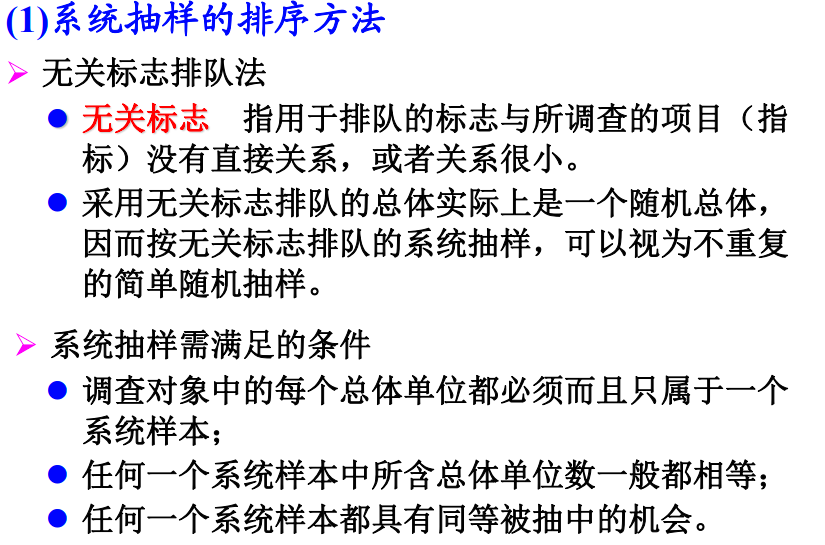 (1)系统抽样的排序方法
无关标志排队法
无关标志　指用于排队的标志与所调查的项目（指
标）没有直接关系，或者关系很小。
采用无关标志排队的总体实际上是一个随机总体，
因而按无关标志排队的系统抽样，可以视为不重复
的简单随机抽样。
系统抽样需满足的条件
调查对象中的每个总体单位都必须而且只属于一个
系统样本；
任何一个系统样本中所含总体单位数一般都相等；
任何一个系统样本都具有同等被抽中的机会。